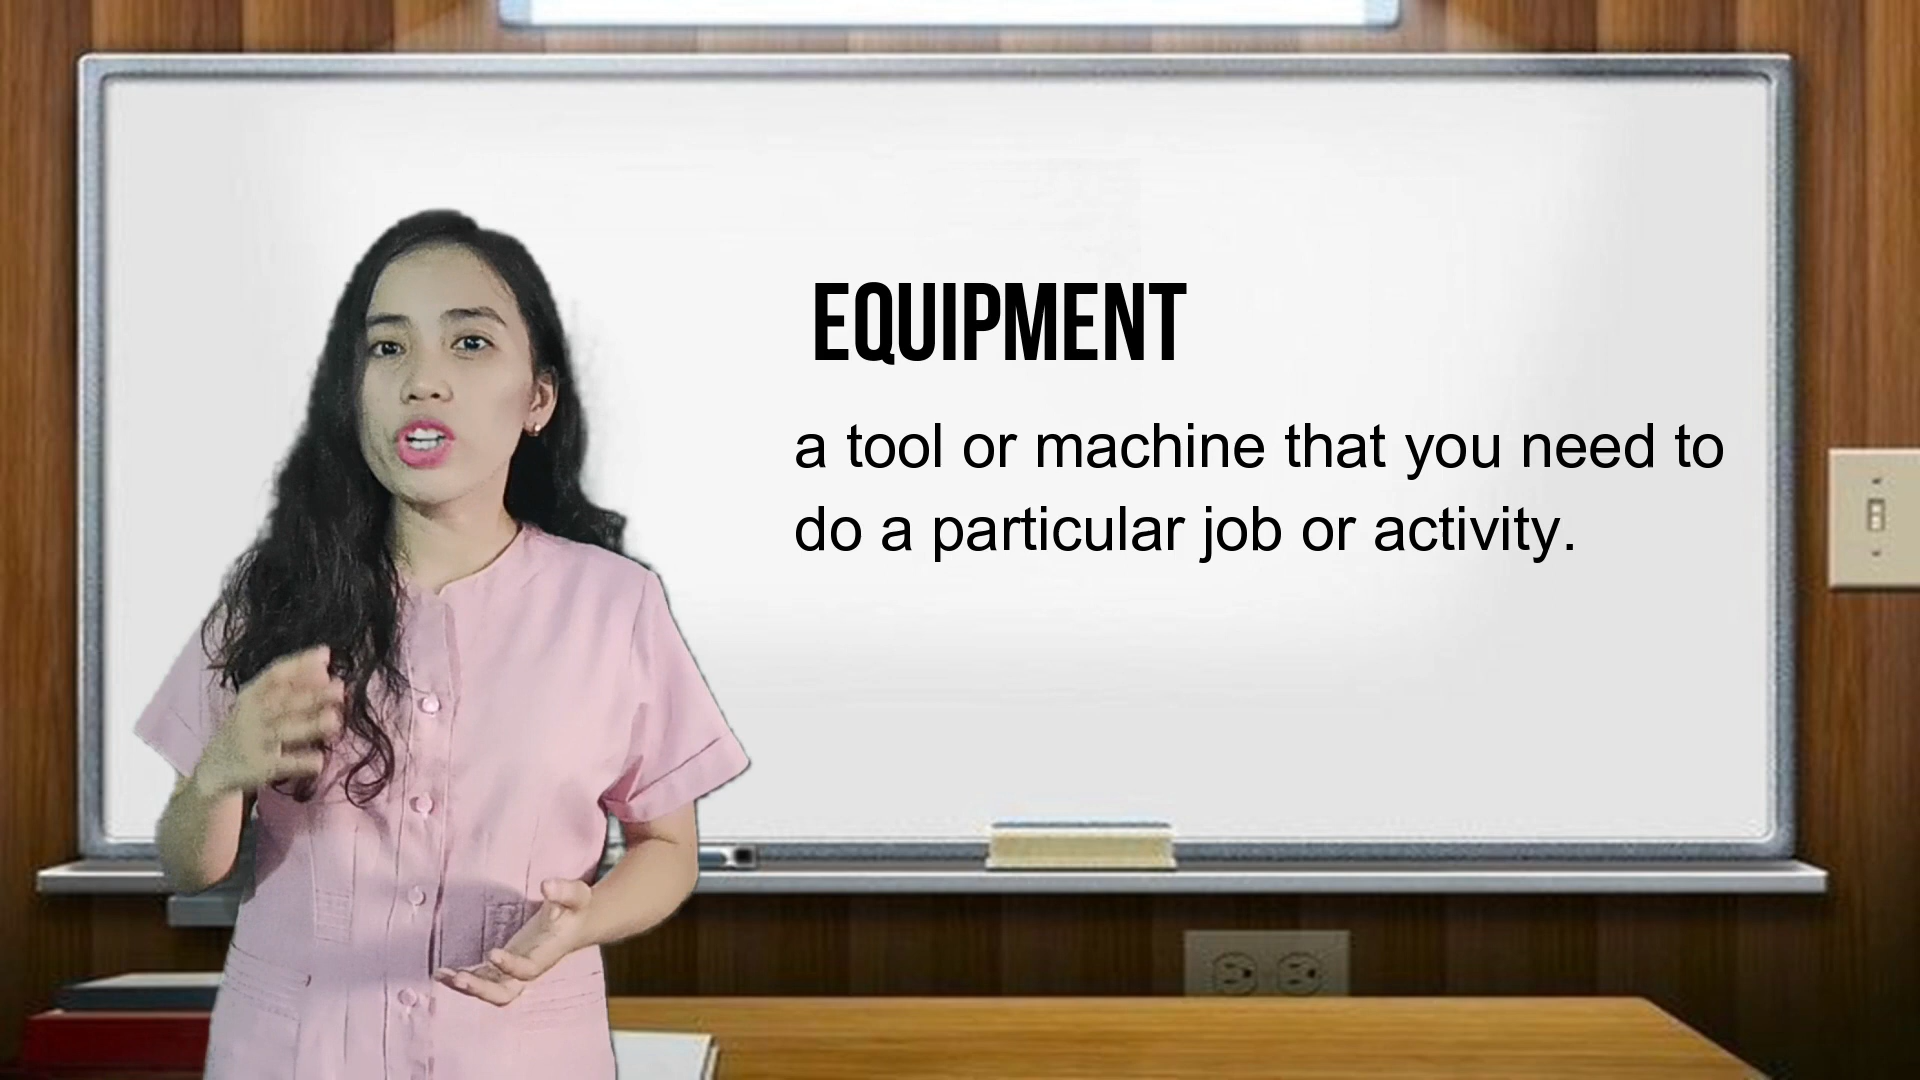 EQUIPMENT
a tool or machine that you need to
do a particular job or activity.